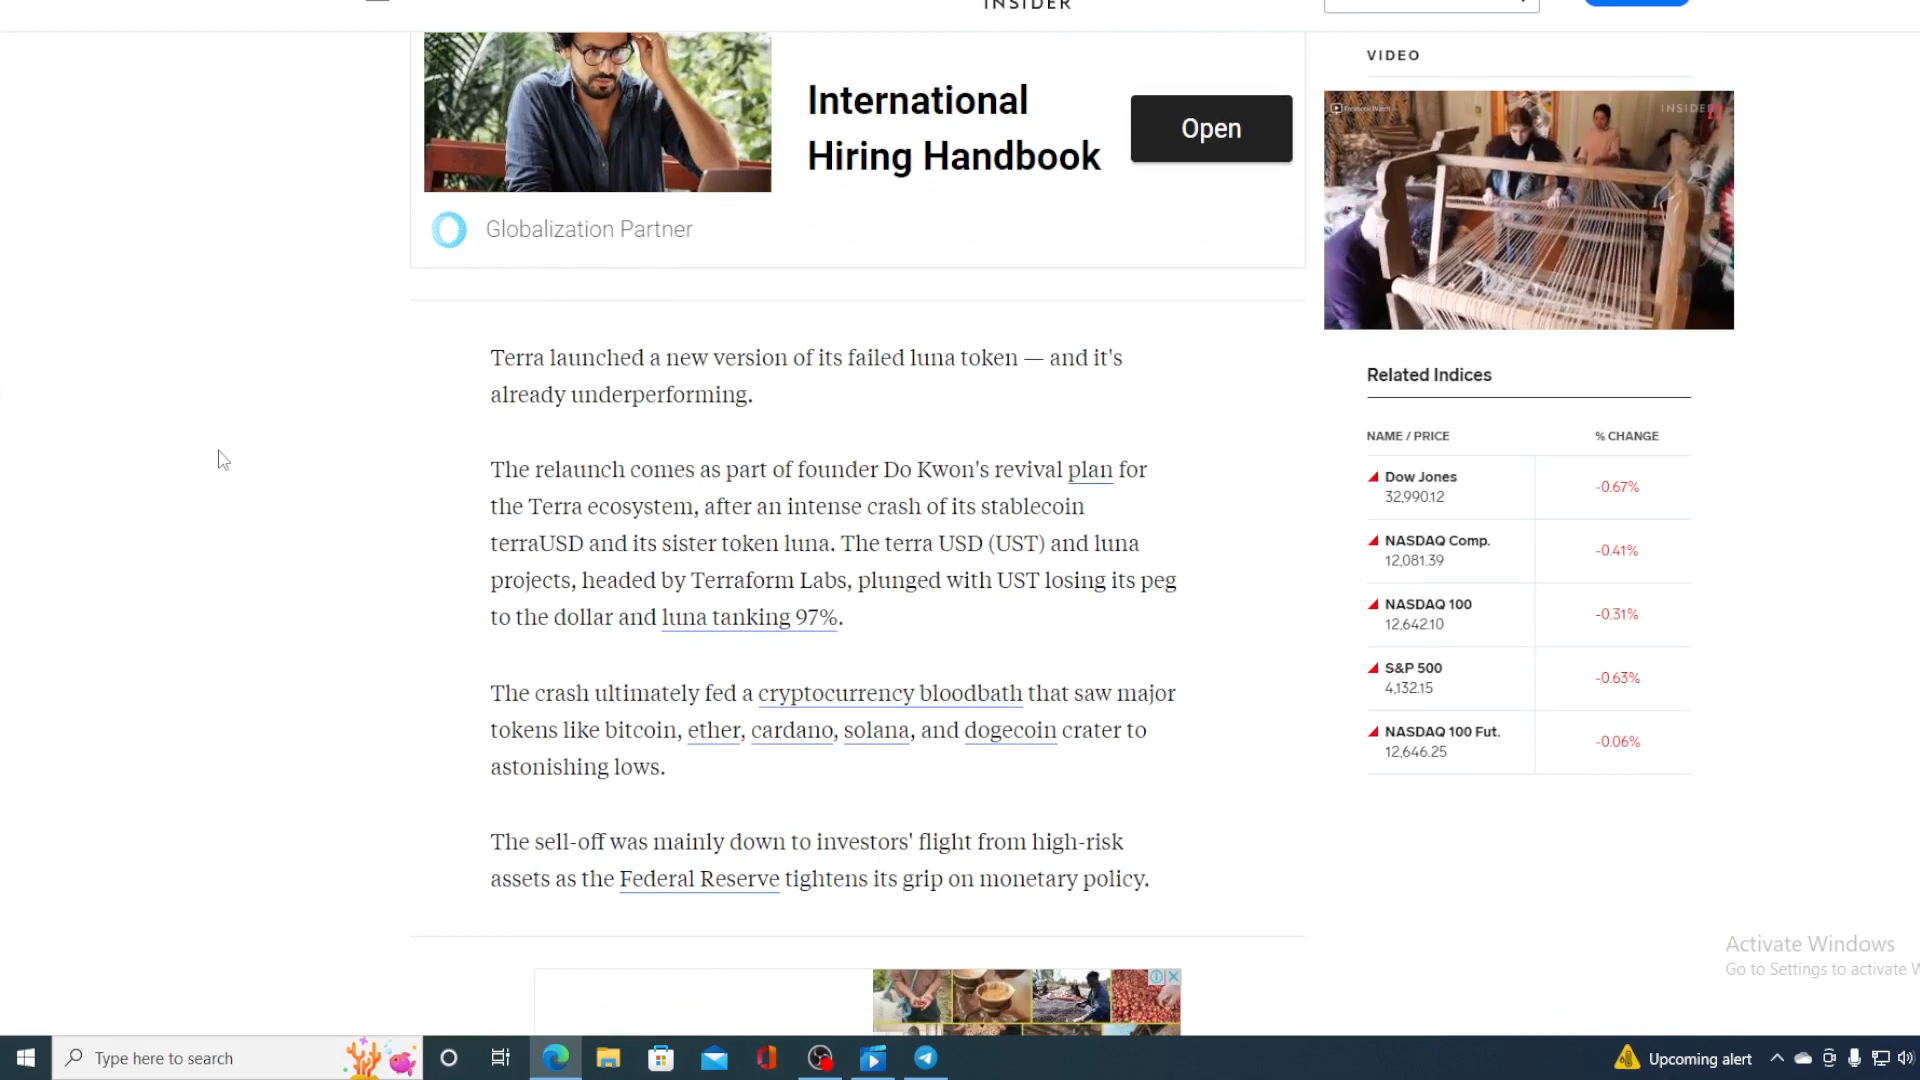 INSIDER
VIDEO
International
Hiring Handbook
Open
INSIDER
Globalization Partner
Terra launched a new version of its failed luna token — and it's
already underperforming.
The relaunch comes as part of founder Do Kwon's revival plan for
the Terra ecosystem, after an intense crash of its stablecoin
terraUSD and its sister token luna. The terra USD (UST) and luna
projects, headed by Terraform Labs, plunged with UST losing its peg
to the dollar and luna tanking 97%.
The crash ultimately fed a cryptocurrency bloodbath that saw major
tokens like bitcoin, ether, cardano, solana, and dogecoin crater to
astonishing lows.
The sell-off was mainly down to investors' flight from high-risk
assets as the Federal Reserve tightens its grip on monetary policy.
Related Indices
NAME / PRICE % CHANGE
Dow Jones
32,990.12 -0.67%
NASDAQ Comp.
12,081.39 -0.41%
NASDAQ 100
12,642.10 -0.31%
S&P 500
4,132.15 -0.63%
NASDAQ 100 Fut.
12,646.25 -0.06%
Activate Windows
Go to Settings to activate W
Type here to search
Upcoming alert